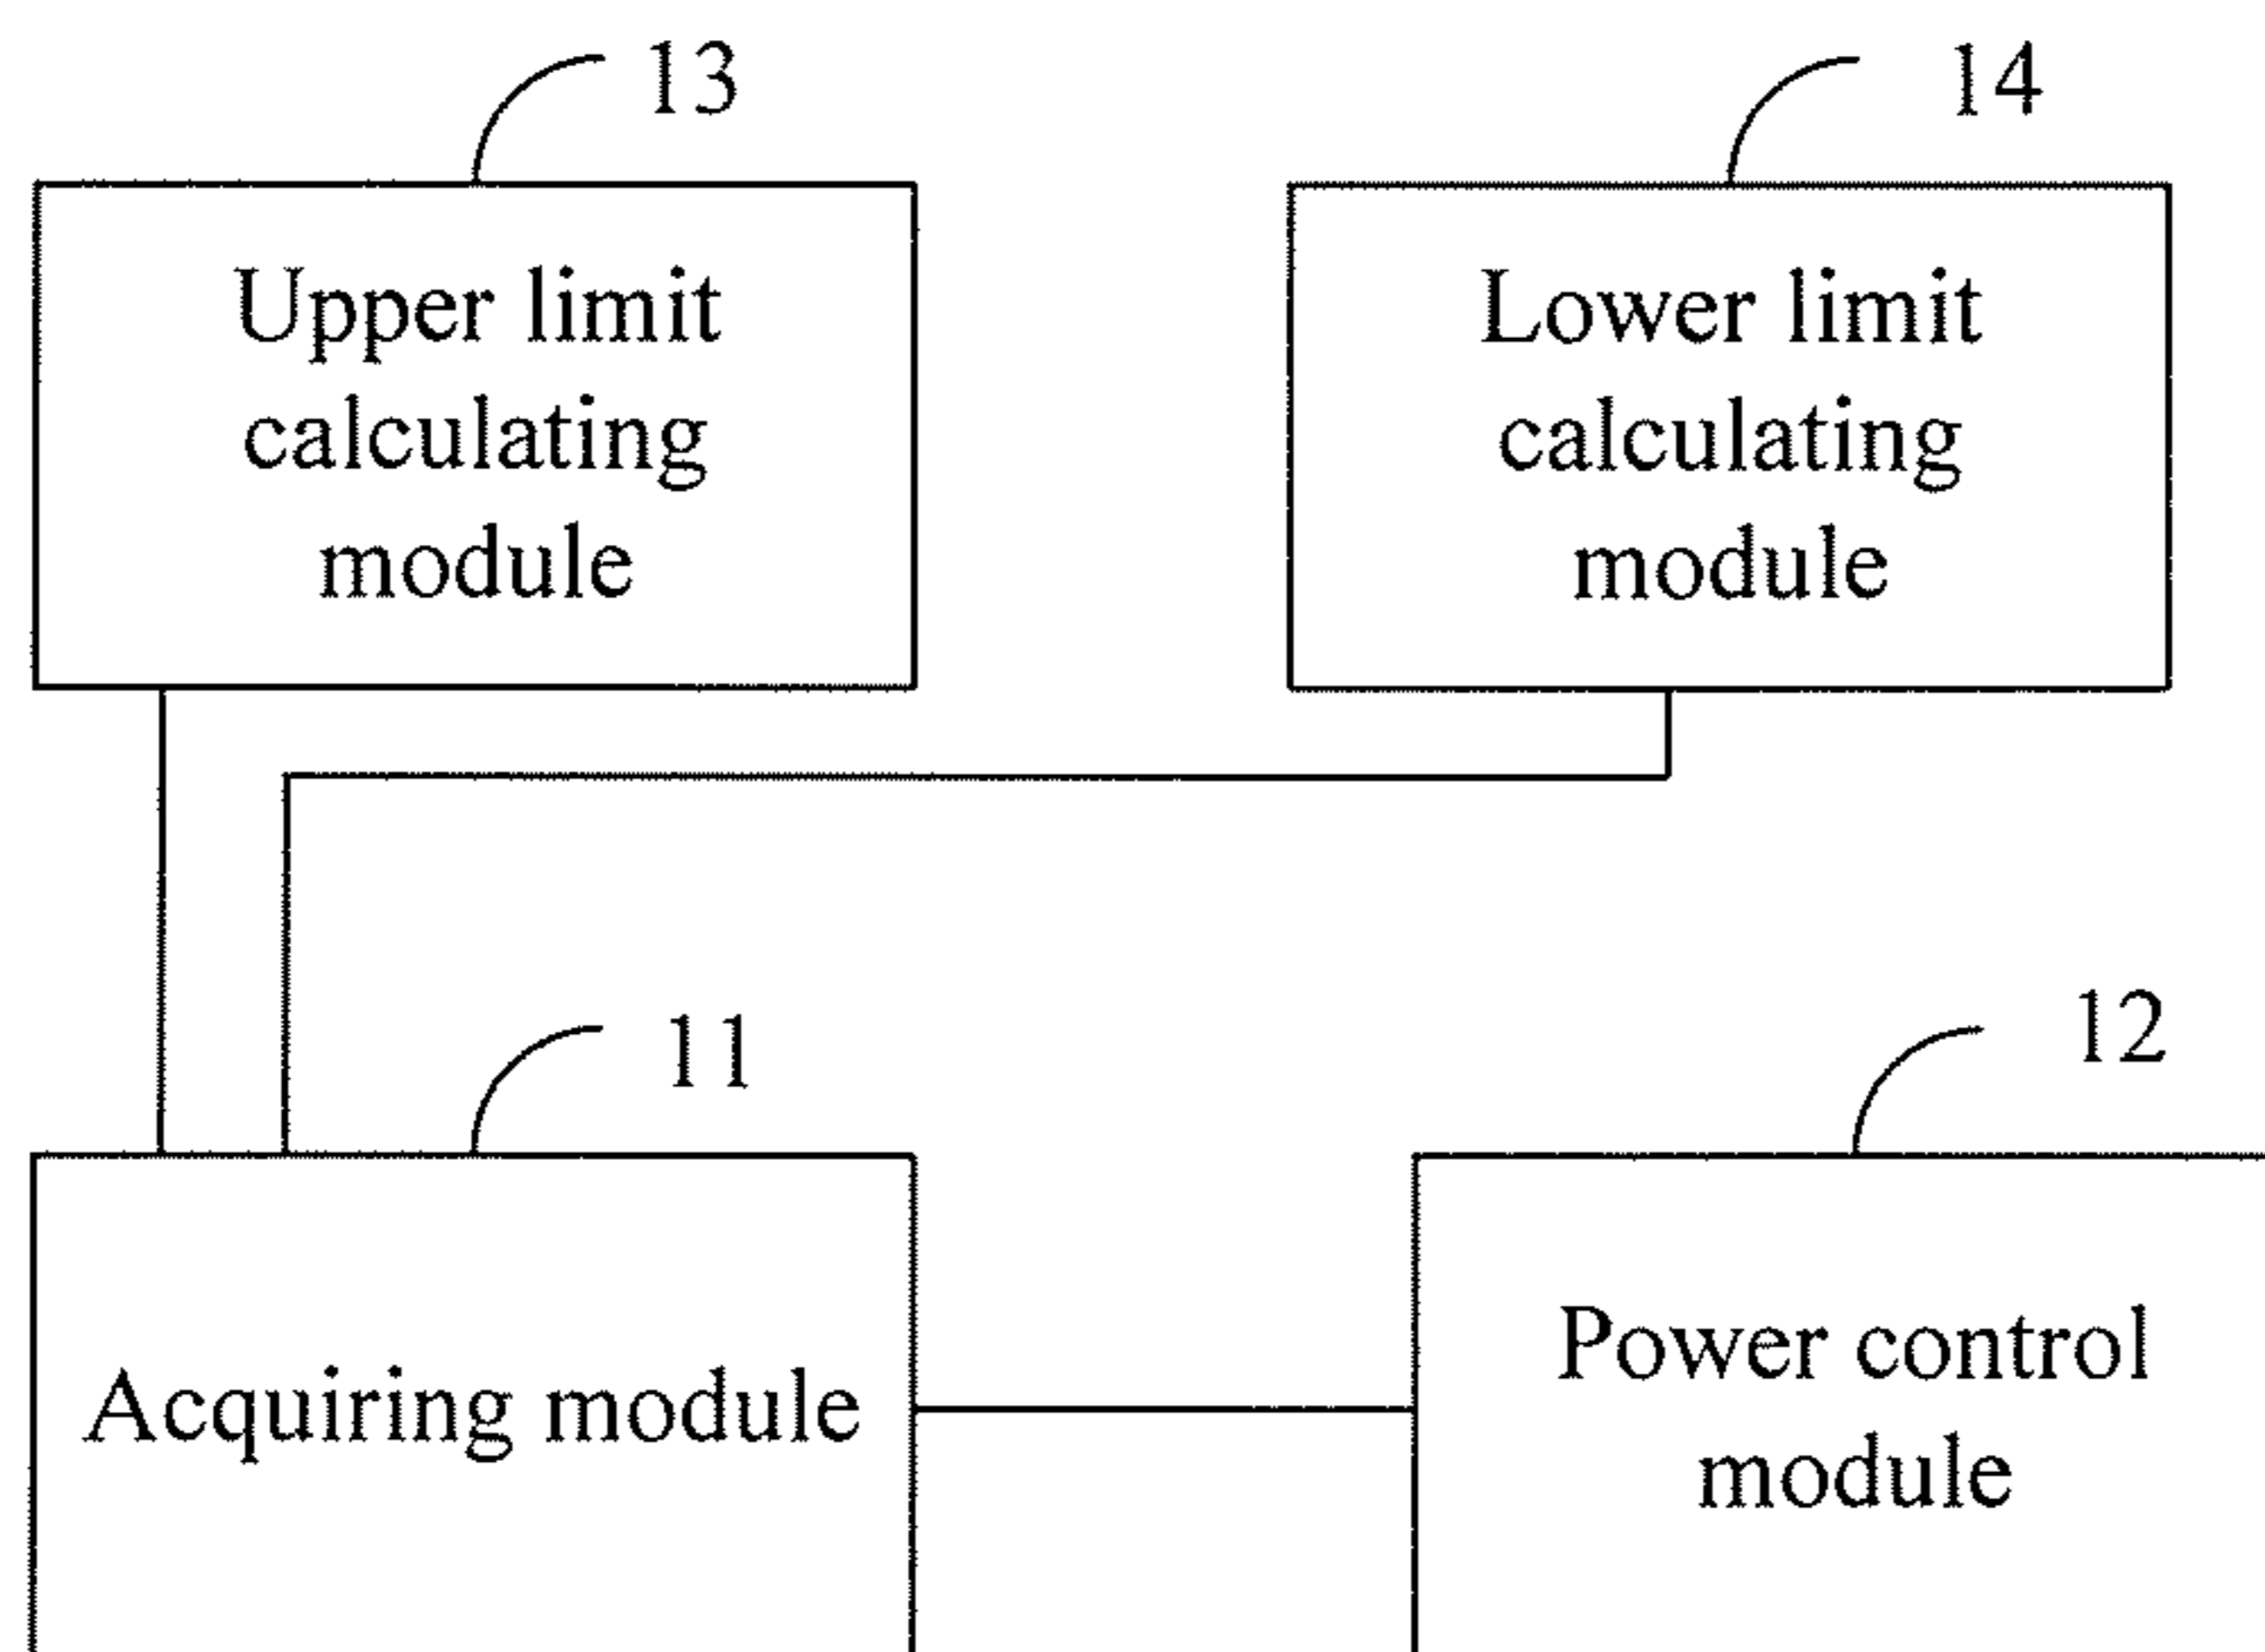 13
Upper limit
calculating
module
14
Lower limit
calculating
module
11
Acquiring module
12
Power control
module